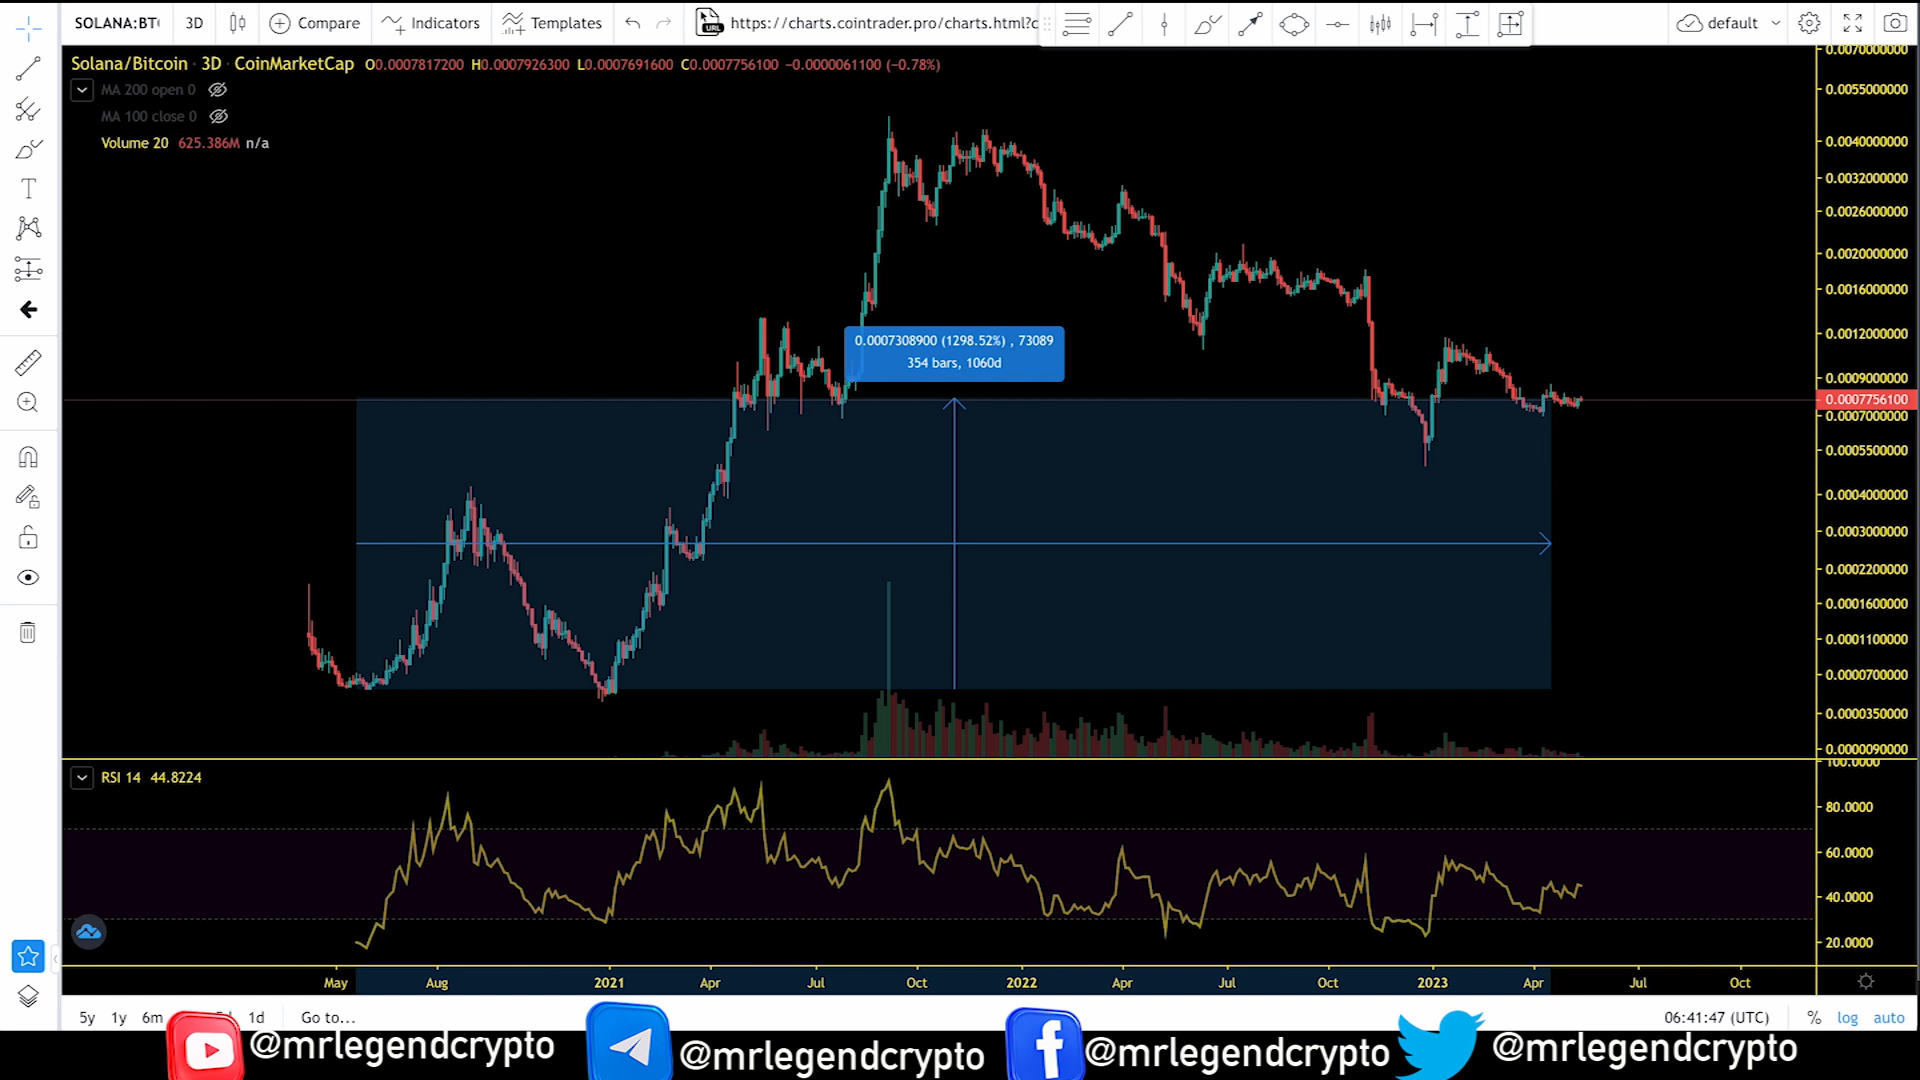 SOLANA:BT
3D
Compare
Indicators
Templates
URL
https://charts.cointrader.pro/charts.html?c
default
Solana/Bitcoin · 3D · CoinMarketCap O0.0007817200 H0.0007926300 L0.0007691600 C0.0007756100 −0.0000061100 (−0.78%)
MA 200 open 0
MA 100 close 0
Volume 20 625.386M n/a
0.0070000000
0.0055000000
0.0040000000
0.0032000000
0.0026000000
0.0020000000
0.0016000000
0.0012000000
0.0009000000
0.0007756100
0.0007000000
0.0005500000
0.0004000000
0.0003000000
0.0002200000
0.0001600000
0.0001100000
0.0000700000
0.0000350000
0.0000090000
0.0007308900 (1298.52%) , 73089
354 bars, 1060d
RSI 14 44.8224
100.0000
80.0000
60.0000
40.0000
20.0000
May Aug 2021 Apr Jul Oct 2022 Apr Jul Oct 2023 Apr Jul Oct
5y 1y 6m 1d Go to...
06:41:47 (UTC) % log auto
@mrlegendcrypto @mrlegendcrypto @mrlegendcrypto @mrlegendcrypto